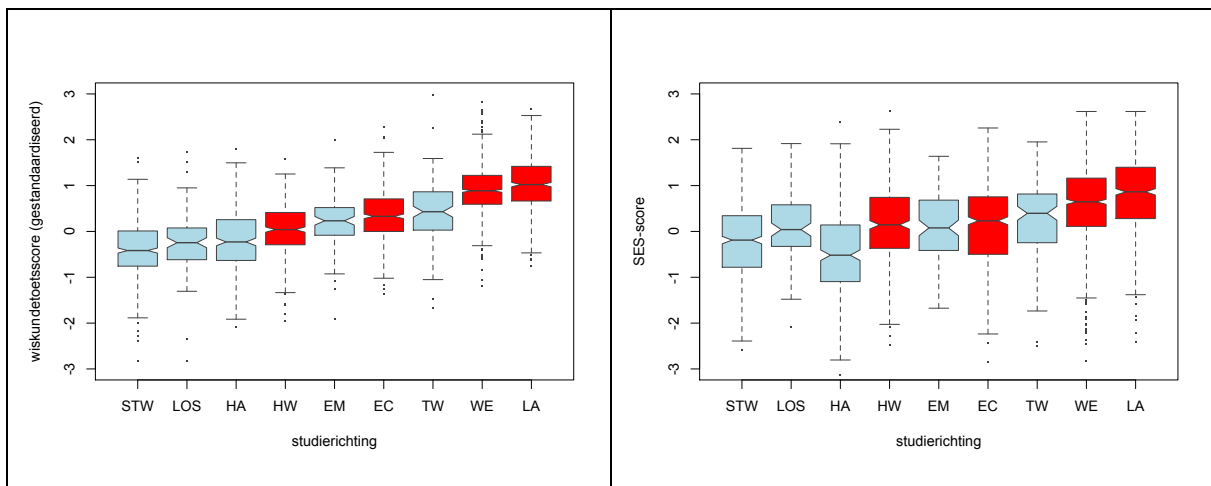 wiskundetoetsscore (gestandaardiseerd)
3
2
1
0
-1
-2
-3
STW LOS HA HW EM EC TW WE LA
studierichting
SES-score
3
2
1
0
-1
-2
-3
STW LOS HA HW EM EC TW WE LA
studierichting